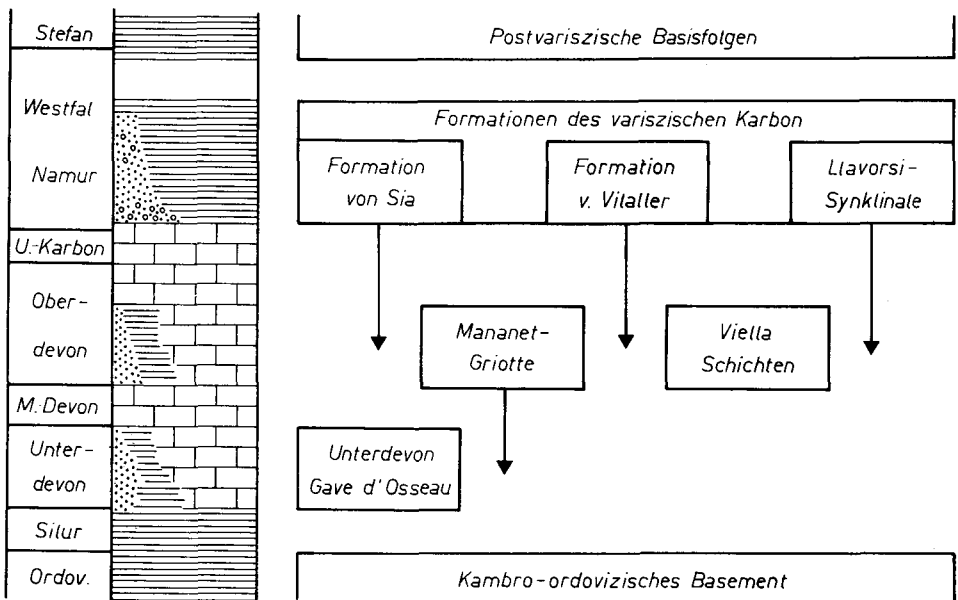 Stefan
Westfal
Namur
U.-Karbon
Ober-
devon
M.-Devon
Unter-
devon
Silur
Ordov.
Postvariszische Basisfolgen
Formationen des variszischen Karbon
Formation
von Sia
Formation
v. Vilaller
Llavorsi-
Synklinale
Mananet-
Griotte
Viella
Schichten
Unterdevon
Gave d'Osseau
Kambro-ordovizisches Basement